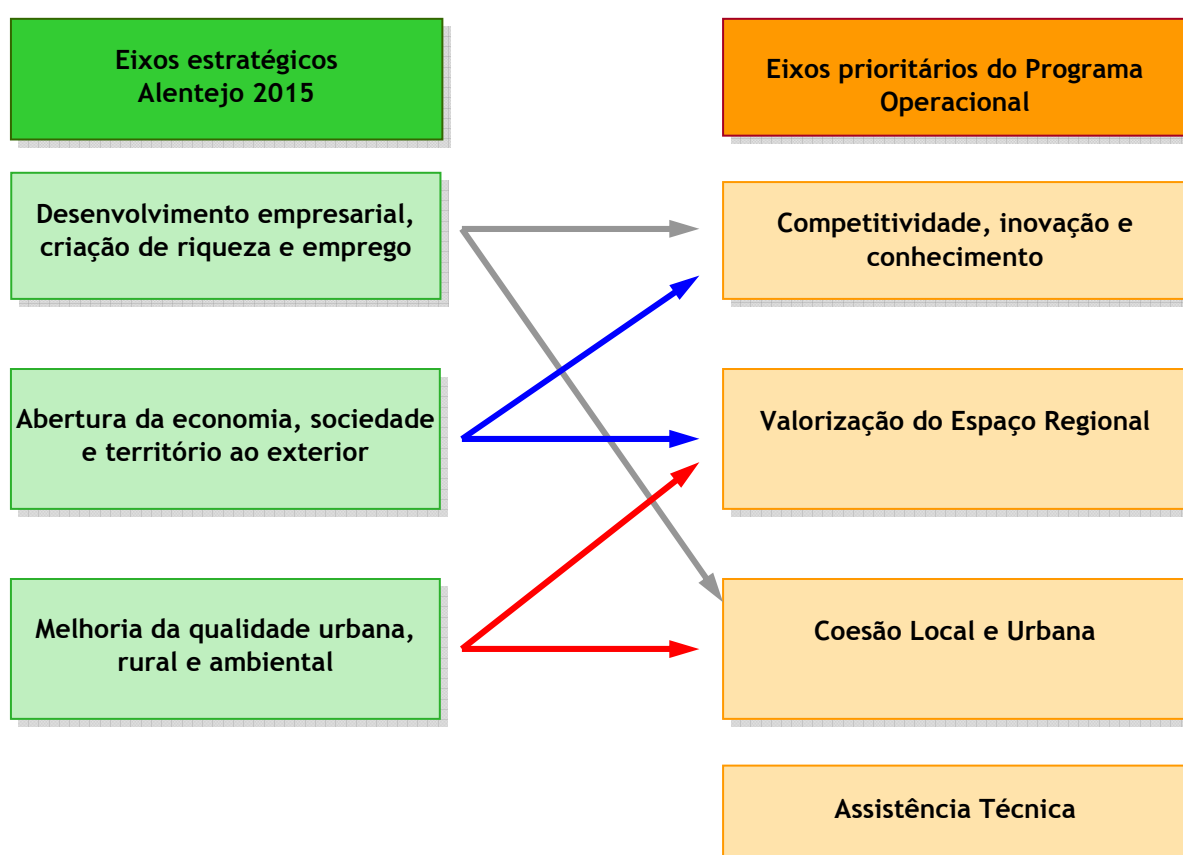 Eixos estratégicos
Alentejo 2015
Eixos prioritários do Programa
Operacional
Desenvolvimento empresarial,
criação de riqueza e emprego
Competitividade, inovação e
conhecimento
Abertura da economia, sociedade
e território ao exterior
Valorização do Espaço Regional
Melhoria da qualidade urbana,
rural e ambiental
Coesão Local e Urbana
Assistência Técnica